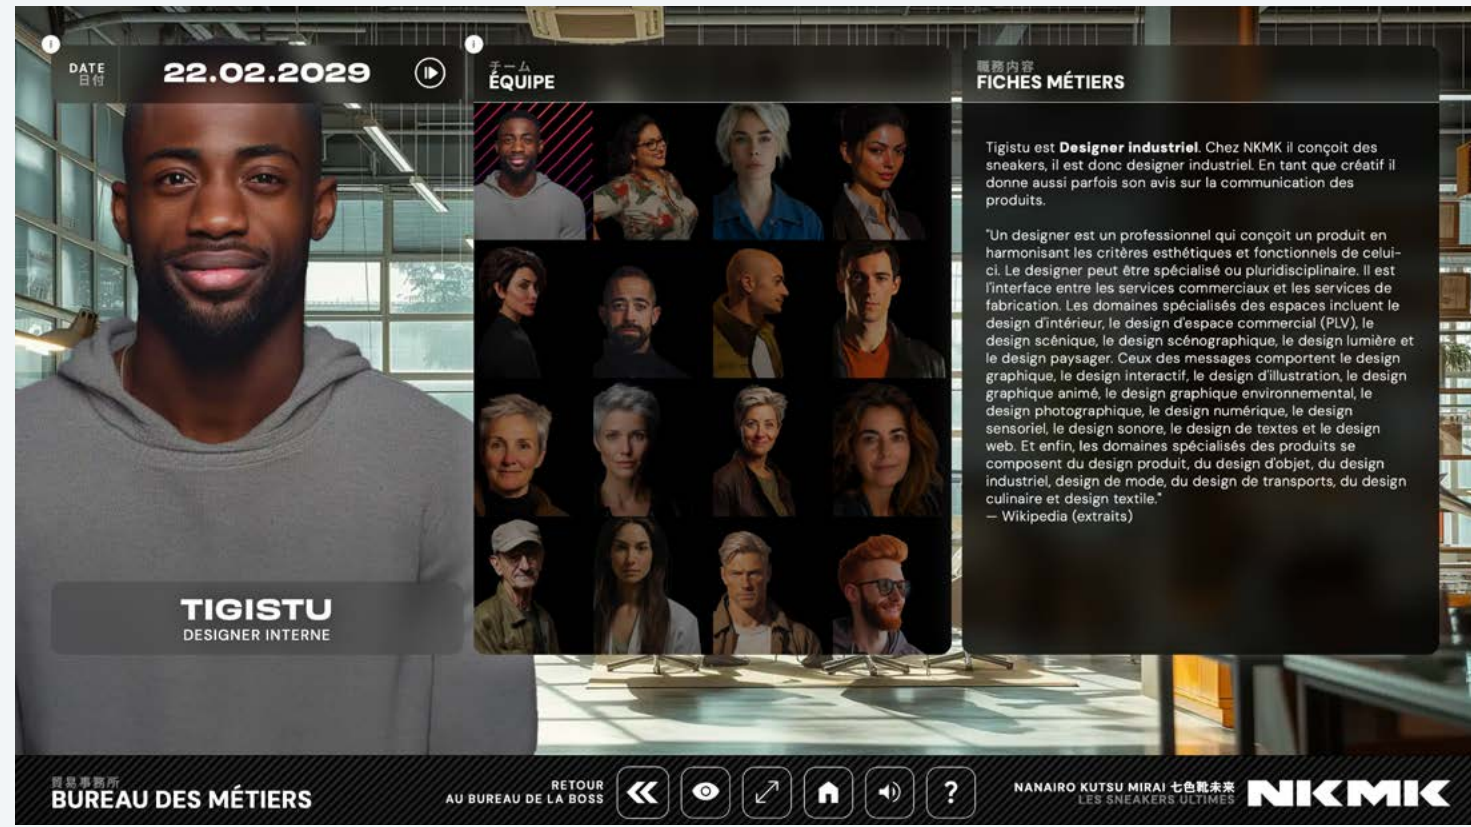 DATE
日付
22.02.2029
チーム
ÉQUIPE
職務内容
FICHES MÉTIERS
Tigistu est Designer industriel. Chez NKMK il conçoit des
sneakers, il est donc designer industriel. En tant que créatif il
donne aussi parfois son avis sur la communication des
produits.
"Un designer est un professionnel qui conçoit un produit en
harmonisant les critères esthétiques et fonctionnels de celui-
ci. Le designer peut être spécialisé ou pluridisciplinaire. Il est
l'interface entre les services commerciaux et les services de
fabrication. Les domaines spécialisés des espaces incluent le
design d'intérieur, le design d'espace commercial (PLV), le
design scénique, le design scénographique, le design lumière et
le design paysager. Ceux des messages comportent le design
graphique, le design interactif, le design d'illustration, le design
graphique animé, le design graphique environnemental, le
design photographique, le design numérique, le design
sensoriel, le design sonore, le design de textes et le design
web. Et enfin, les domaines spécialisés des produits se
composent du design produit, du design d'objet, du design
industriel, design de mode, du design de transports, du design
culinaire et design textile."
— Wikipedia (extraits)
TIGISTU
DESIGNER INTERNE
貿易事務所
BUREAU DES MÉTIERS
RETOUR
AU BUREAU DE LA BOSS
?
NANAIRO KUTSU MIRAI 七色靴未来
LES SNEAKERS ULTIMES
NKMK